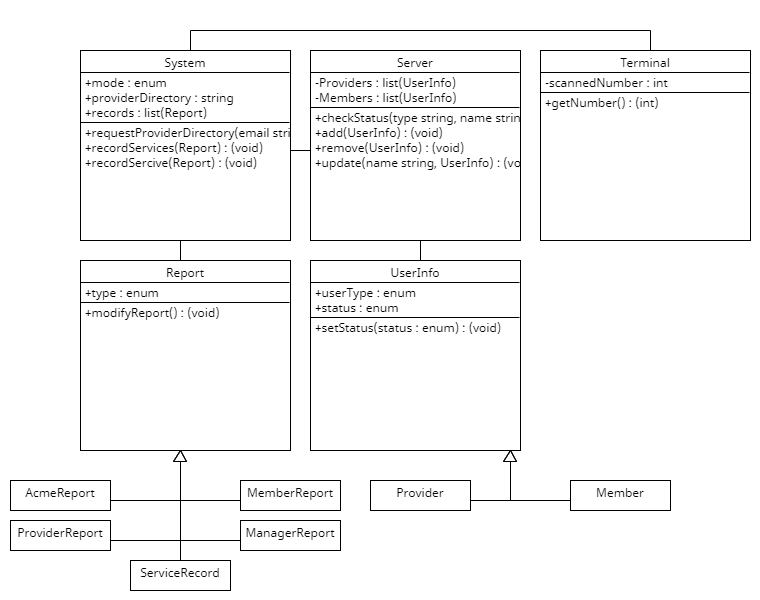 System
+mode : enum
+providerDirectory : string
+records : list(Report)
+requestProviderDirectory(email stri
+recordServices(Report) : (void)
+recordSercive(Report) : (void)
Server
-Providers : list(UserInfo)
-Members : list(UserInfo)
+checkStatus(type string, name strin
+add(UserInfo) : (void)
+remove(UserInfo) : (void)
+update(name string, UserInfo) : (vo
Terminal
-scannedNumber : int
+getNumber() : (int)
Report
+type : enum
+modifyReport() : (void)
UserInfo
+userType : enum
+status : enum
+setStatus(status : enum) : (void)
AcmeReport
MemberReport
Provider
Member
ProviderReport
ManagerReport
ServiceRecord